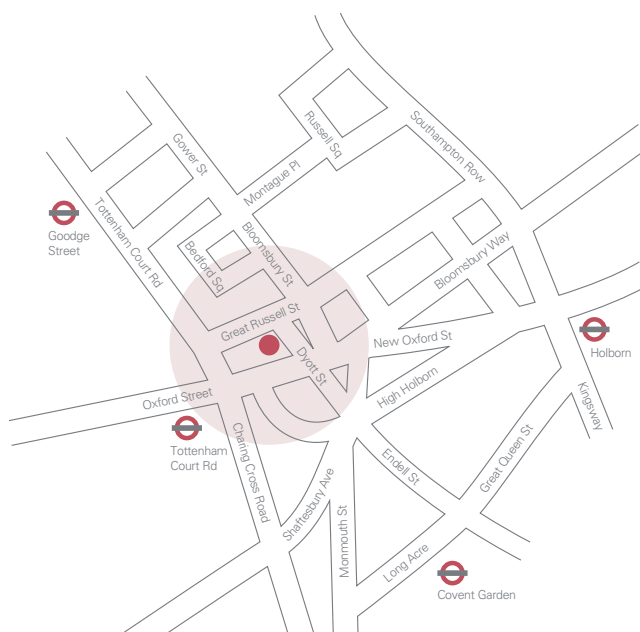 Southampton Row
Russell Sq
Gower St
Montague Pl
Tottenham Court Rd
Goodge
Street
Bedford Sq
Bloomsbury St
Bloomsbury Way
Great Russell St
New Oxford St
Holborn
Dyott St
High Holborn
Oxford Street
Kingsway
Tottenham
Court Rd
Charing Cross Road
Endell St
Great Queen St
Shaftesbury Ave
Monmouth St
Long Acre
Covent Garden